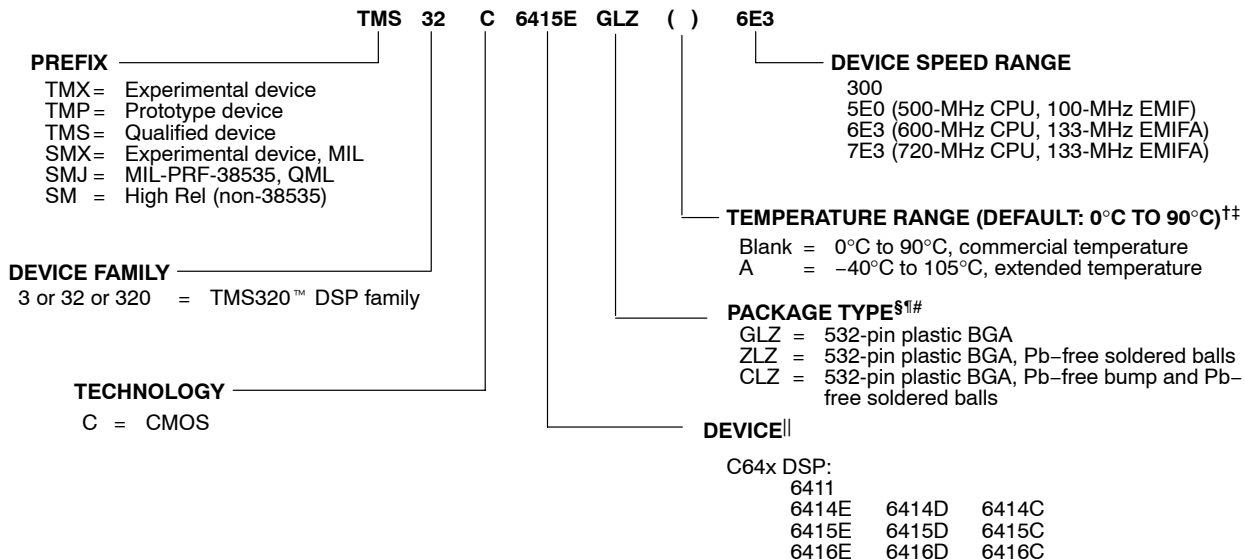 TMS 32 C 6415E GLZ ( ) 6E3
PREFIX
TMX= Experimental device
TMP= Prototype device
TMS= Qualified device
SMX= Experimental device, MIL
SMJ = MIL-PRF-38535, QML
SM = High Rel (non-38535)
DEVICE SPEED RANGE
300
5E0 (500-MHz CPU, 100-MHz EMIF)
6E3 (600-MHz CPU, 133-MHz EMIFA)
7E3 (720-MHz CPU, 133-MHz EMIFA)
TEMPERATURE RANGE (DEFAULT: 0°C TO 90°C)†‡
Blank = 0°C to 90°C, commercial temperature
A = −40°C to 105°C, extended temperature
DEVICE FAMILY
3 or 32 or 320 = TMS320™ DSP family
PACKAGE TYPE§¶#
GLZ = 532-pin plastic BGA
ZLZ = 532-pin plastic BGA, Pb−free soldered balls
CLZ = 532-pin plastic BGA, Pb−free bump and Pb−
free soldered balls
TECHNOLOGY
C = CMOS
DEVICE||
C64x DSP:
6411
6414E 6414D 6414C
6415E 6415D 6415C
6416E 6416D 6416C